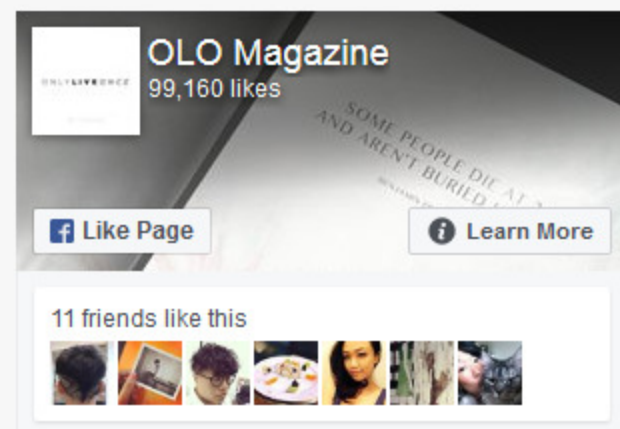 OLO Magazine
99,160 likes
ONLYLIVEONCE
SOME PEOPLE DIE AT
AND AREN'T BURIED
Like Page
Learn More
11 friends like this